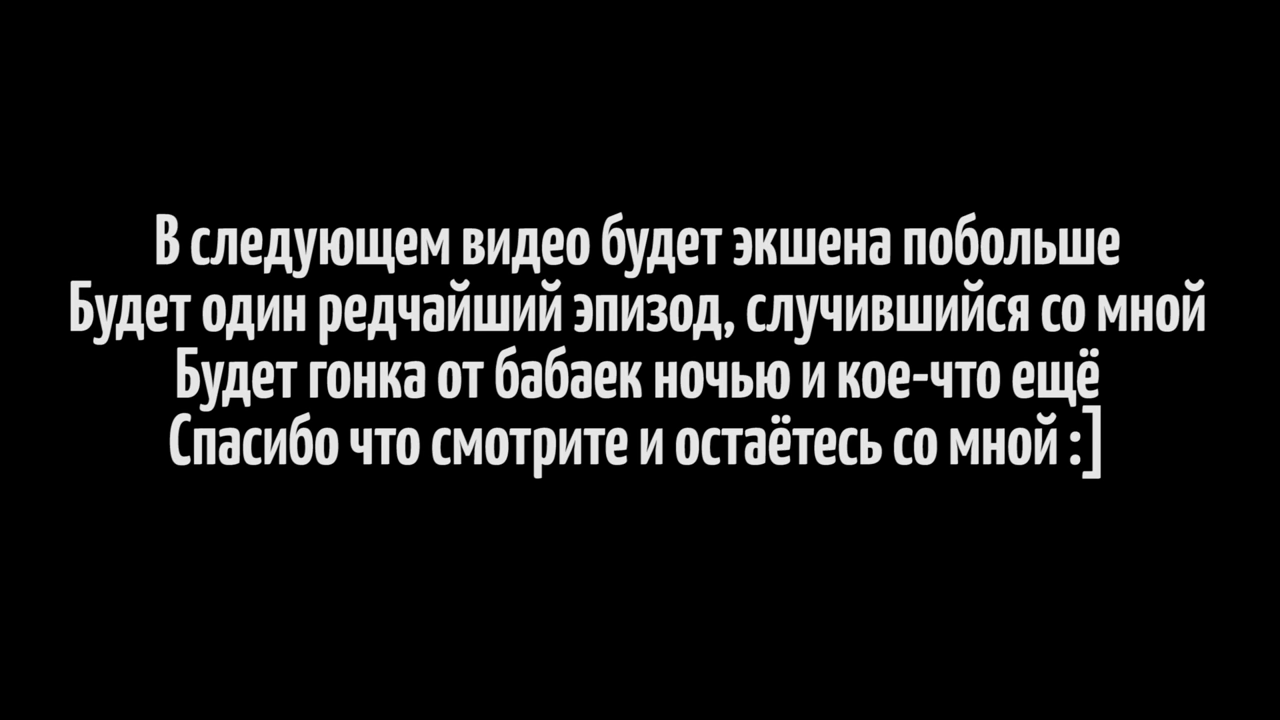 В следующем видео будет экшена побольше
Будет один редчайший эпизод, случившийся со мной
Будет гонка от бабаек ночью и кое-что ещё
Спасибо что смотрите и остаётесь со мной :]